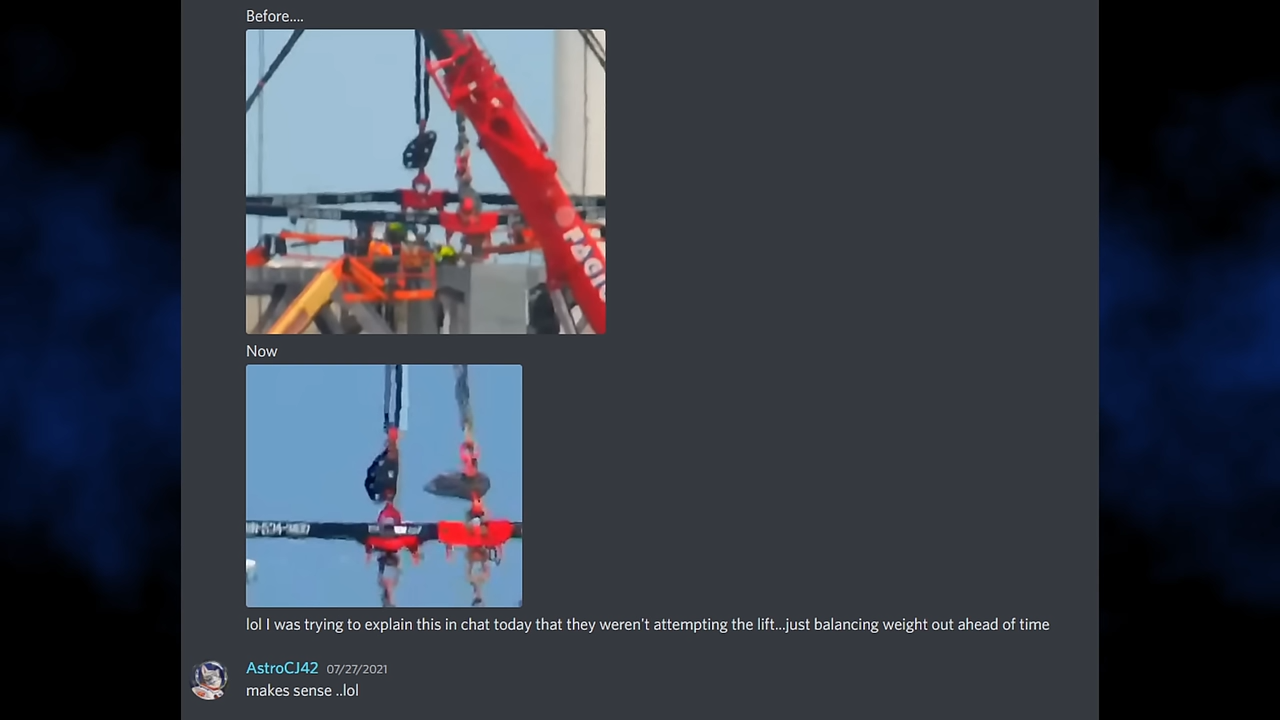 Before....
Now
lol I was trying to explain this in chat today that they weren't attempting the lift...just balancing weight out ahead of time
AstroCJ42 07/27/2021
makes sense ..lol